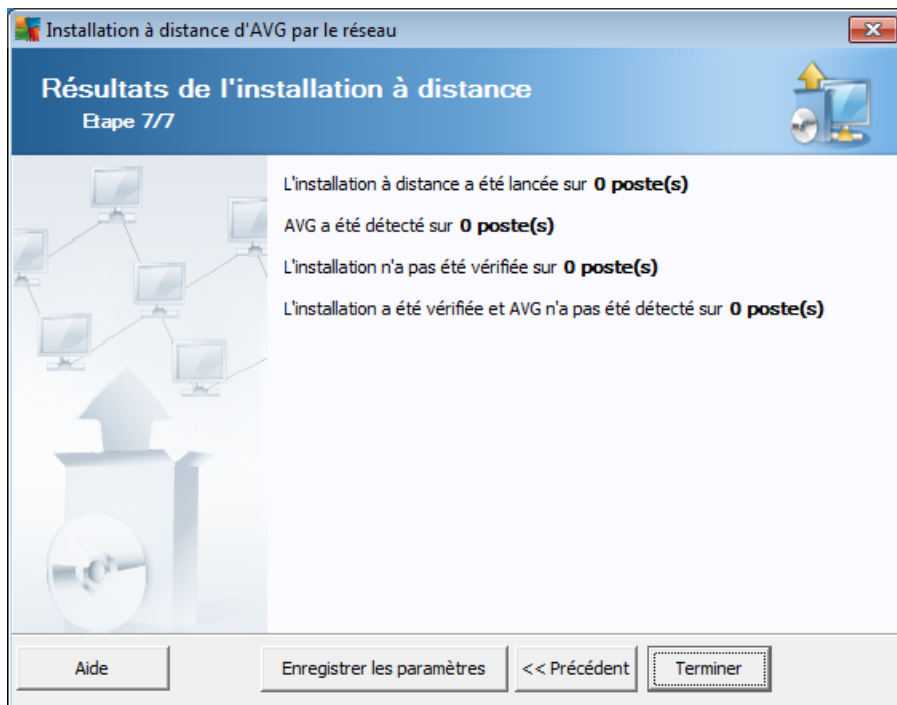 Installation à distance d'AVG par le réseau
Résultats de l'installation à distance
Etape 7/7
L'installation à distance a été lancée sur 0 poste(s)
AVG a été détecté sur 0 poste(s)
L'installation n'a pas été vérifiée sur 0 poste(s)
L'installation a été vérifiée et AVG n'a pas été détecté sur 0 poste(s)
Aide
Enregistrer les paramètres
<< Précédent
Terminer